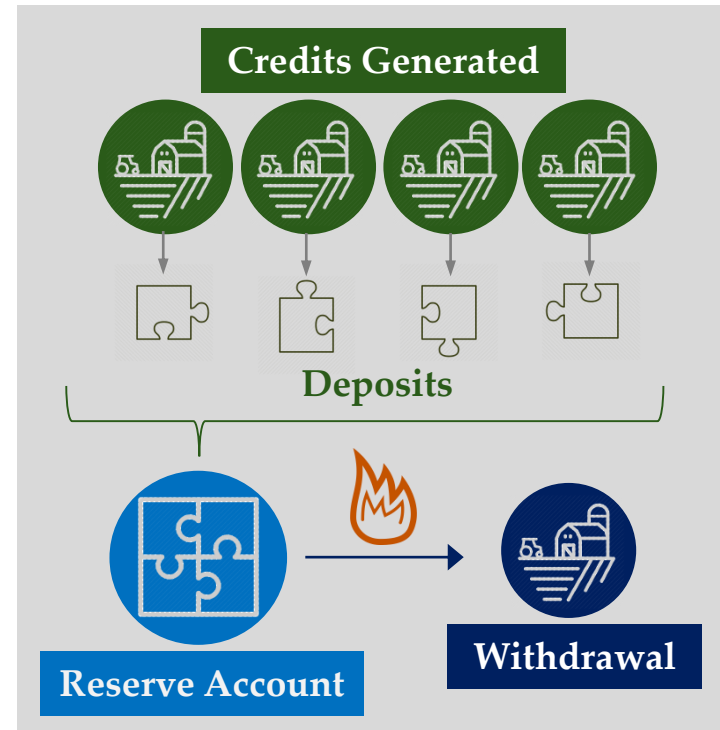 Credits Generated
Deposits
Withdrawal
Reserve Account